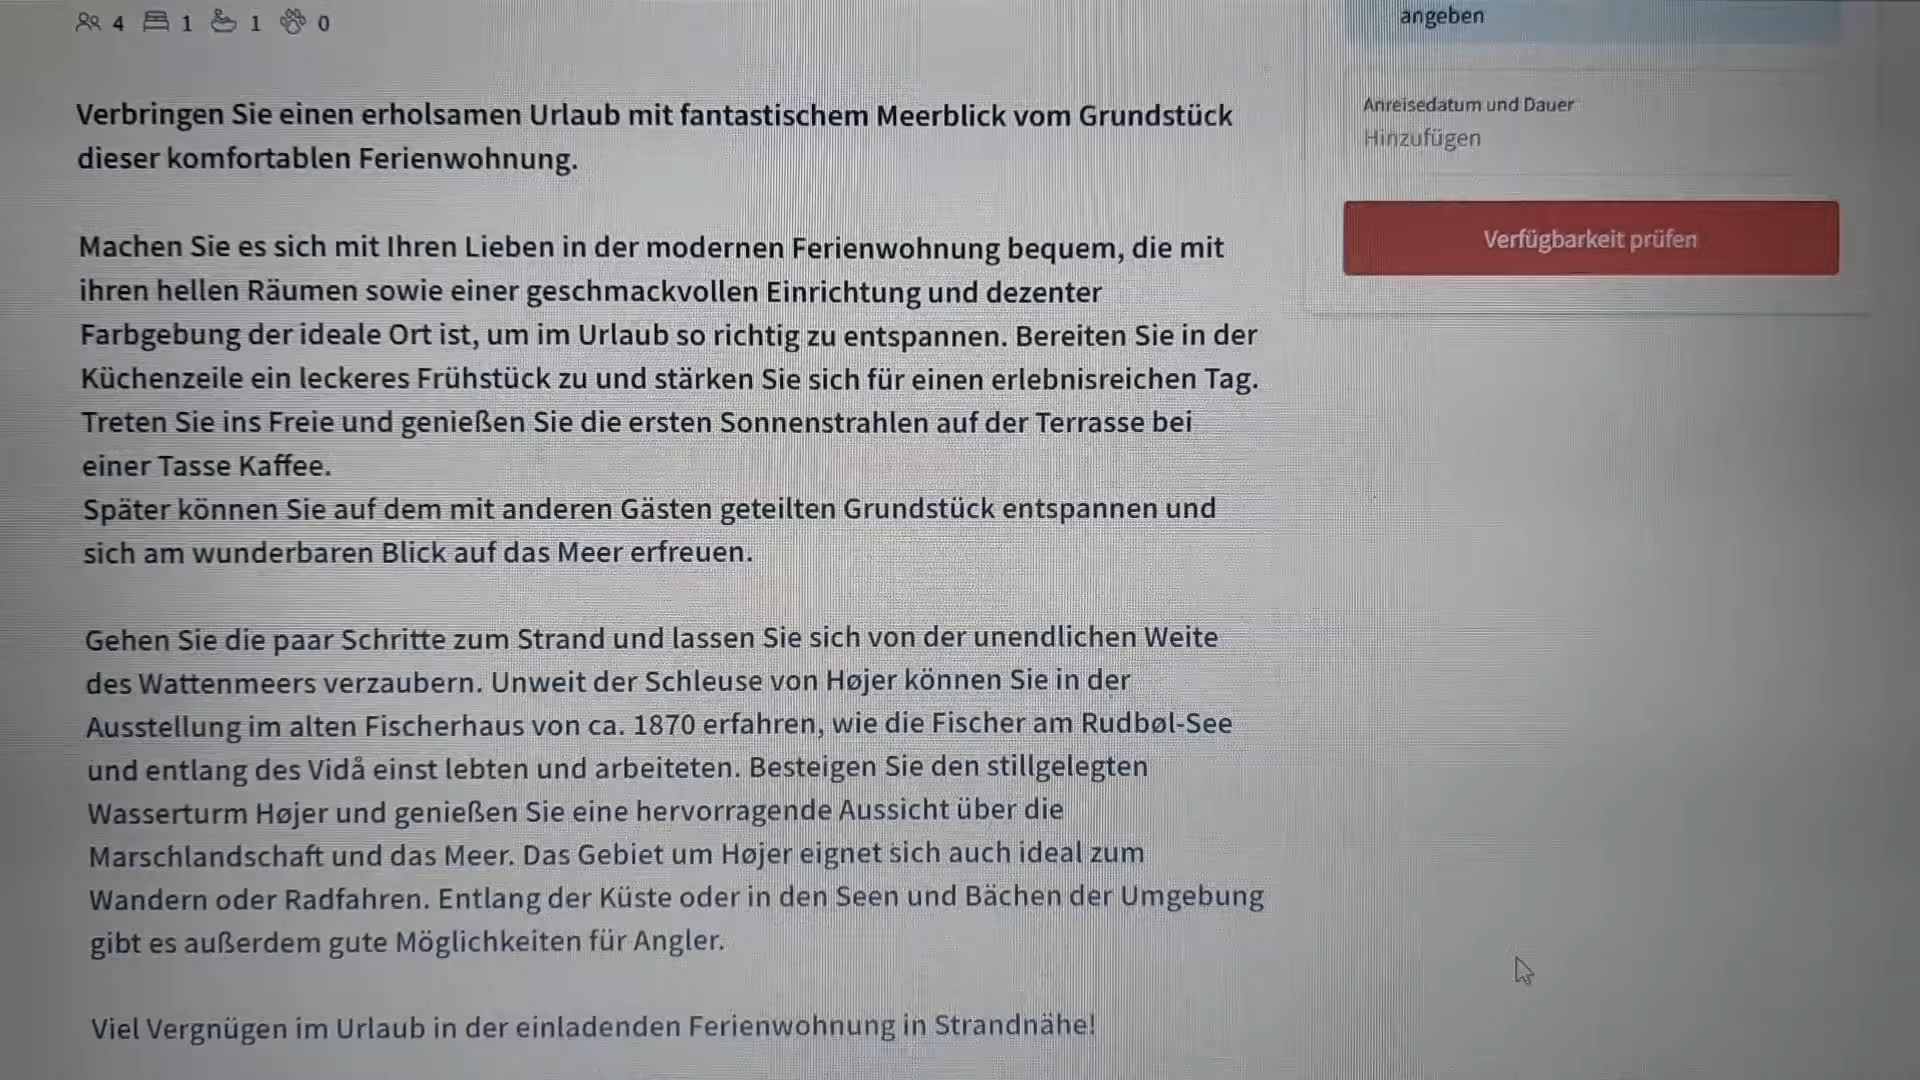 4 1 1 0
Verbringen Sie einen erholsamen Urlaub mit fantastischem Meerblick vom Grundstück
dieser komfortablen Ferienwohnung.
Machen Sie es sich mit Ihren Lieben in der modernen Ferienwohnung bequem, die mit
ihren hellen Räumen sowie einer geschmackvollen Einrichtung und dezenter
Farbgebung der ideale Ort ist, um im Urlaub so richtig zu entspannen. Bereiten Sie in der
Küchenzeile ein leckeres Frühstück zu und stärken Sie sich für einen erlebnisreichen Tag.
Treten Sie ins Freie und genießen Sie die ersten Sonnenstrahlen auf der Terrasse bei
einer Tasse Kaffee.
Später können Sie auf dem mit anderen Gästen geteilten Grundstück entspannen und
sich am wunderbaren Blick auf das Meer erfreuen.
Gehen Sie die paar Schritte zum Strand und lassen Sie sich von der unendlichen Weite
des Wattenmeers verzaubern. Unweit der Schleuse von Højer können Sie in der
Ausstellung im alten Fischerhaus von ca. 1870 erfahren, wie die Fischer am Rudbøl-See
und entlang des Vidå einst lebten und arbeiteten. Besteigen Sie den stillgelegten
Wasserturm Højer und genießen Sie eine hervorragende Aussicht über die
Marschlandschaft und das Meer. Das Gebiet um Højer eignet sich auch ideal zum
Wandern oder Radfahren. Entlang der Küste oder in den Seen und Bächen der Umgebung
gibt es außerdem gute Möglichkeiten für Angler.
Viel Vergnügen im Urlaub in der einladenden Ferienwohnung in Strandnähe!
angeben
Anreisedatum und Dauer
Hinzufügen
Verfügbarkeit prüfen